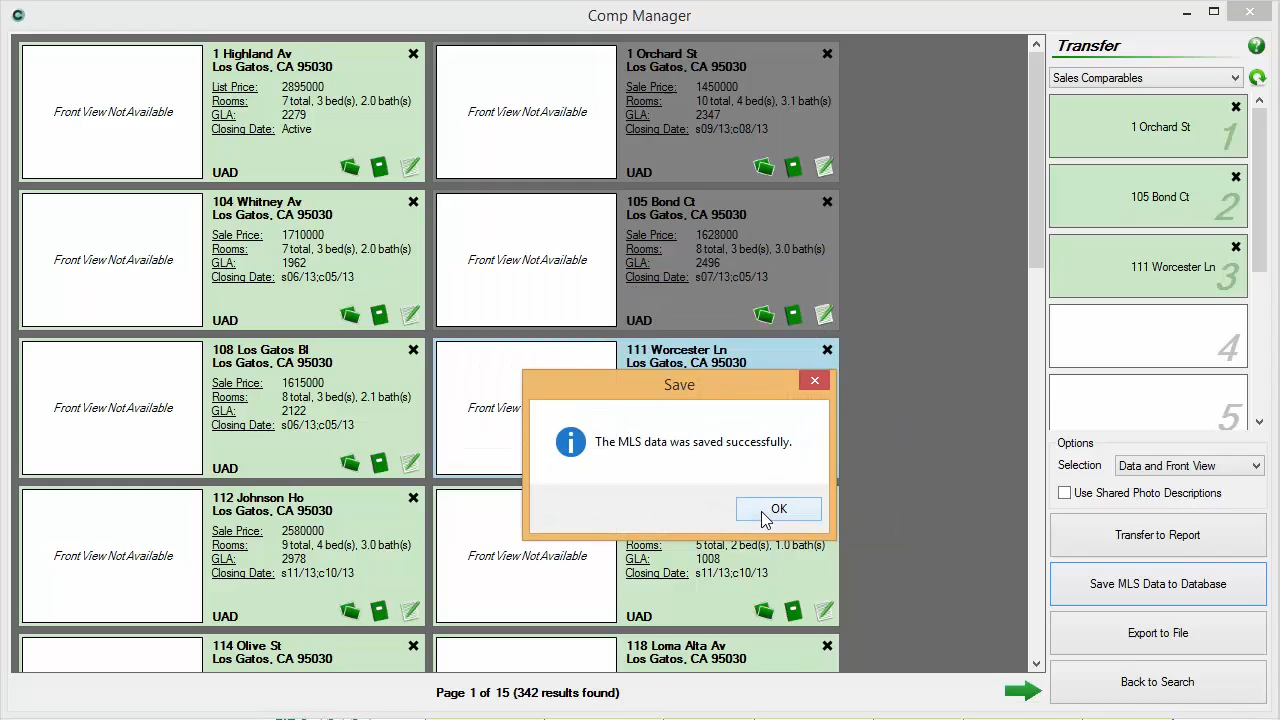 Comp Manager
Front View Not Available
1 Highland Av
Los Gatos, CA 95030
List Price: 2895000
Rooms: 7 total, 3 bed(s), 2.0 bath(s)
GLA: 2279
Closing Date: Active
UAD
Front View Not Available
1 Orchard St
Los Gatos, CA 95030
Sale Price: 1450000
Rooms: 10 total, 4 bed(s), 3.1 bath(s)
GLA: 2347
Closing Date: s09/13;c08/13
UAD
Front View Not Available
104 Whitney Av
Los Gatos, CA 95030
Sale Price: 1710000
Rooms: 7 total, 3 bed(s), 2.0 bath(s)
GLA: 1962
Closing Date: s06/13;c05/13
UAD
Front View Not Available
105 Bond Ct
Los Gatos, CA 95030
Sale Price: 1628000
Rooms: 8 total, 3 bed(s), 3.0 bath(s)
GLA: 2496
Closing Date: s07/13;c05/13
UAD
Front View Not Available
108 Los Gatos Bl
Los Gatos, CA 95030
Sale Price: 1615000
Rooms: 8 total, 3 bed(s), 2.1 bath(s)
GLA: 2122
Closing Date: s06/13;c05/13
UAD
Front View
111 Worcester Ln
Los Gatos, CA 95030
Save
The MLS data was saved successfully.
OK
Front View Not Available
112 Johnson Ho
Los Gatos, CA 95030
Sale Price: 2580000
Rooms: 9 total, 4 bed(s), 3.0 bath(s)
GLA: 2978
Closing Date: s11/13;c10/13
UAD
Front View Not Available
Rooms: 5 total, 2 bed(s), 1.0 bath(s)
GLA: 1008
Closing Date: s11/13;c10/13
UAD
114 Olive St
Los Gatos, CA 95030
118 Loma Alta Av
Los Gatos, CA 95030
Page 1 of 15 (342 results found)
Transfer
Sales Comparables
1 Orchard St 1
105 Bond Ct 2
111 Worcester Ln 3
4
5
Options
Selection Data and Front View
Use Shared Photo Descriptions
Transfer to Report
Save MLS Data to Database
Export to File
Back to Search